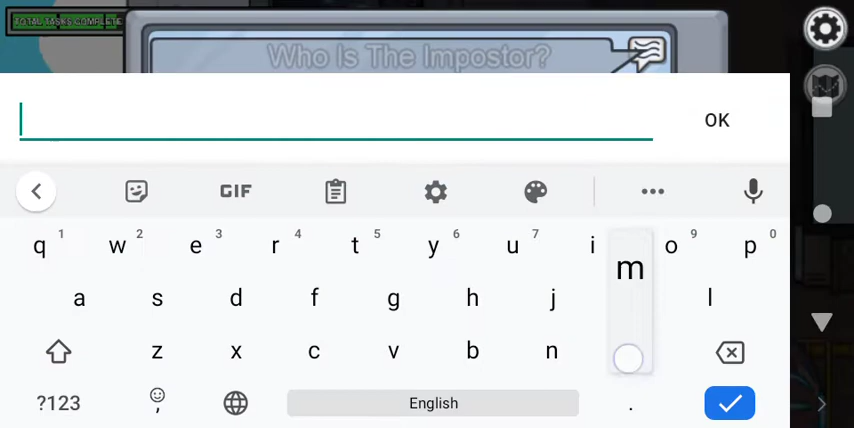 TOTAL TASKS COMPLETE
Who Is The Impostor?
OK
GIF
q 1 w 2 e 3 r 4 t 5 y 6 u 7 i o 9 p 0
m
a s d f g h j l
z x c v b n
?123 , English .